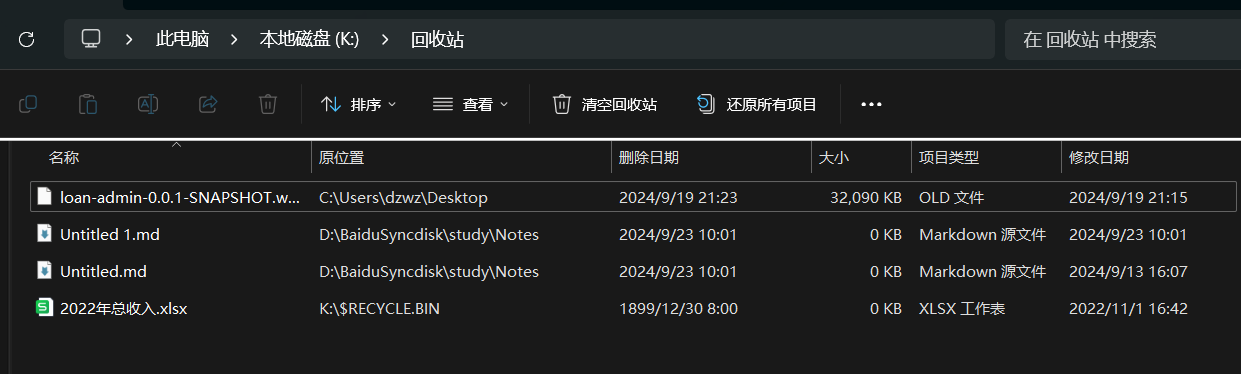 此电脑 > 本地磁盘 (K:) > 回收站 在 回收站 中搜索
排序 查看 清空回收站 还原所有项目
名称 原位置 删除日期 大小 项目类型 修改日期
loan-admin-0.0.1-SNAPSHOT.w... C:\Users\dzwz\Desktop 2024/9/19 21:23 32,090 KB OLD 文件 2024/9/19 21:15
Untitled 1.md D:\BaiduSyncdisk\study\Notes 2024/9/23 10:01 0 KB Markdown 源文件 2024/9/23 10:01
Untitled.md D:\BaiduSyncdisk\study\Notes 2024/9/23 10:01 0 KB Markdown 源文件 2024/9/13 16:07
2022年总收入.xlsx K:\$RECYCLE.BIN 1899/12/30 8:00 0 KB XLSX 工作表 2022/11/1 16:42